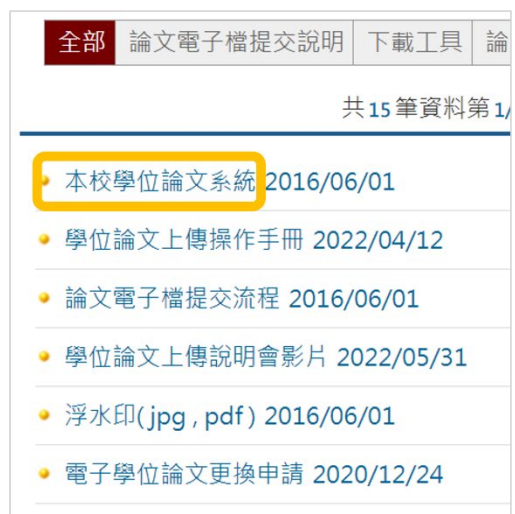 全部 論文電子檔提交說明 下載工具 論
共15筆資料第1/
本校學位論文系統 2016/06/01
學位論文上傳操作手冊 2022/04/12
論文電子檔提交流程 2016/06/01
學位論文上傳說明會影片 2022/05/31
浮水印(jpg , pdf) 2016/06/01
電子學位論文更換申請 2020/12/24